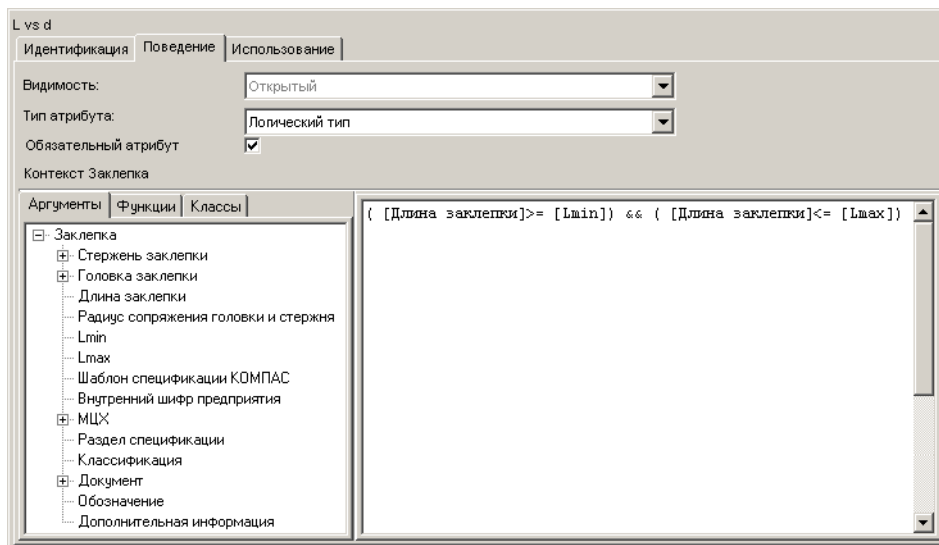 L vs d
Идентификация Поведение Использование
Видимость: Открытый
Тип атрибута: Логический тип
Обязательный атрибут
Контекст Заклепка
Аргументы Функции Классы
( [Длина заклепки]>= [Lmin]) && ( [Длина заклепки]<= [Lmax])
Заклепка
Стержень заклепки
Головка заклепки
Длина заклепки
Радиус сопряжения головки и стержня
Lmin
Lmax
Шаблон спецификации КОМПАС
Внутренний шифр предприятия
МЦХ
Раздел спецификации
Классификация
Документ
Обозначение
Дополнительная информация